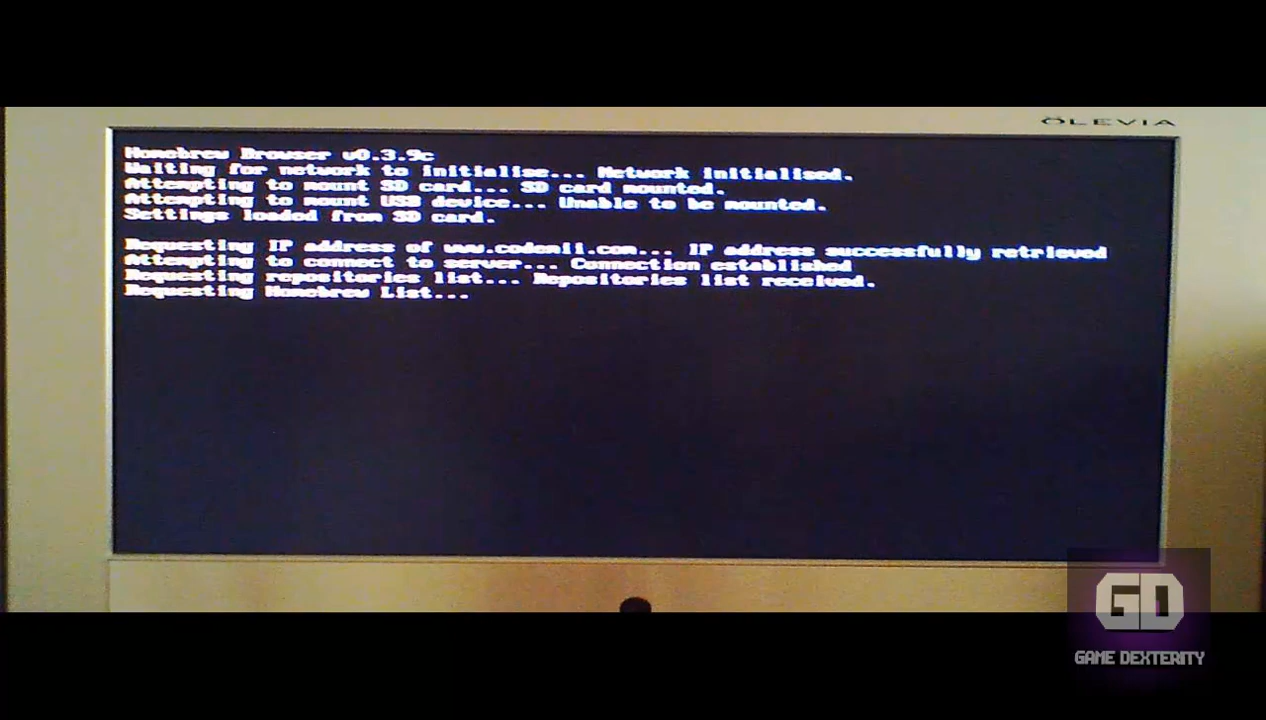 ÖLEVIA
Homebrew Browser v0.3.9c
Waiting for network to initialise... Network initialised.
Attempting to mount SD card... SD card mounted.
Attempting to mount USB device... Unable to be mounted.
Settings loaded from SD card.
Requesting IP address of www.codemii.com... IP address successfully retrieved
Attempting to connect to server... Connection established
Requesting repositories list... Repositories list received.
Requesting Homebrew List...
GD
GAME DEXTERITY